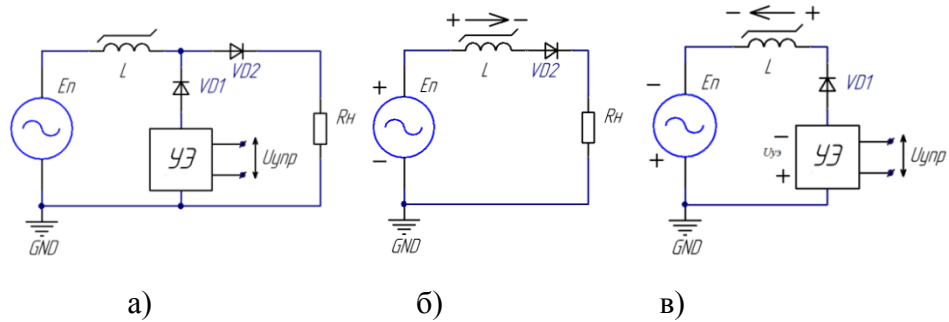 Eп
L
VD1
VD2
Rн
УЭ
Uупр
GND
а)
+ −
L
VD2
+
Eп
−
Rн
GND
б)
− +
L
VD1
−
Eп
+
−
Uуэ
+
УЭ
Uупр
GND
в)